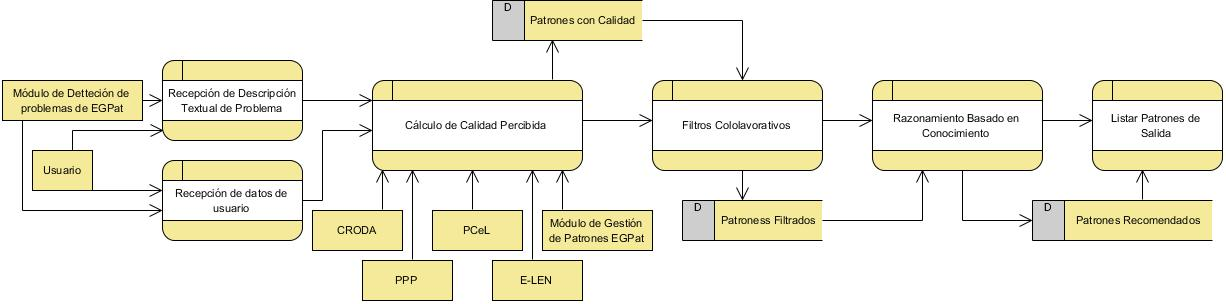 D
Patrones con Calidad
Módulo de Detteción de
problemas de EGPat
Recepción de Descripción
Textual de Problema
Cálculo de Calidad Percibida
Filtros Cololavorativos
Razonamiento Basado en
Conocimiento
Listar Patrones de
Salida
Usuario
Recepción de datos de
usuario
CRODA
PCeL
Módulo de Gestión
de Patrones EGPat
D
Patroness Filtrados
D
Patrones Recomendados
PPP
E-LEN